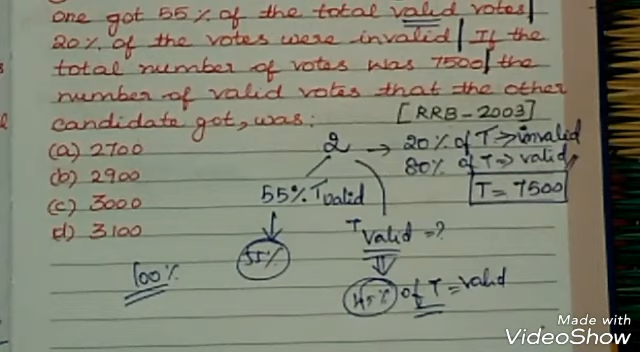 one got 55% of the total valid votes
20% of the votes were invalid If the
total number of votes was 7500 the
number of valid votes that the other
candidate got, was: [RRB-2003]
(a) 2700
(b) 2900
(c) 3000
(d) 3100
2 → 20% of T ⇒ invalid
80% of T ⇒ valid
T = 7500
55% T valid
55%
T valid = ?
45% of T = valid
100%
Made with
VideoShow